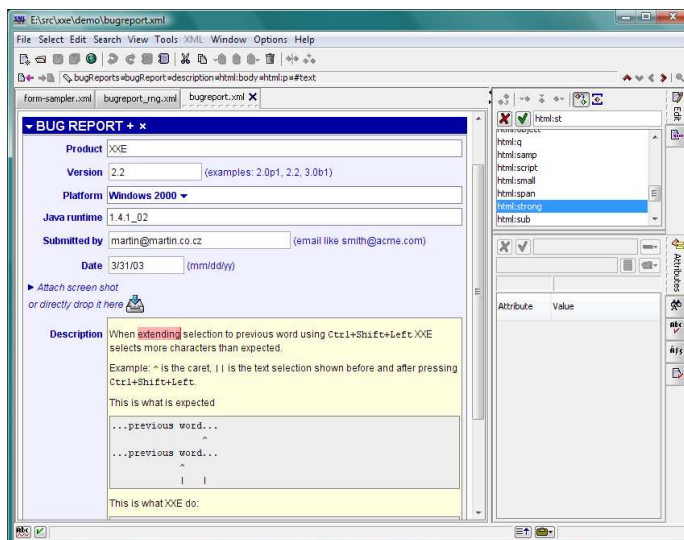 E:\src\xxe\demo\bugreport.xml
File Select Edit Search View Tools XML Window Options Help
bugReports bugReport description html:body html:p #text
form-sampler.xml bugreport_rng.xml bugreport.xml X
BUG REPORT + ×
Product XXE
Version 2.2 (examples: 2.0p1, 2.2, 3.0b1)
Platform Windows 2000
Java runtime 1.4.1_02
Submitted by martin@martin.co.cz (email like smith@acme.com)
Date 3/31/03 (mm/dd/yy)
Attach screen shot
or directly drop it here
Description When extending selection to previous word using Ctrl+Shift+Left XXE
selects more characters than expected.
Example: ^ is the caret, || is the text selection shown before and after pressing
Ctrl+Shift+Left.
This is what is expected
...previous word...
^
...previous word...
^
| |
This is what XXE do:
html:st
html:object
html:q
html:samp
html:script
html:small
html:span
html:strong
html:sub
Attribute Value
Edit
Attributes
Abc
Abc